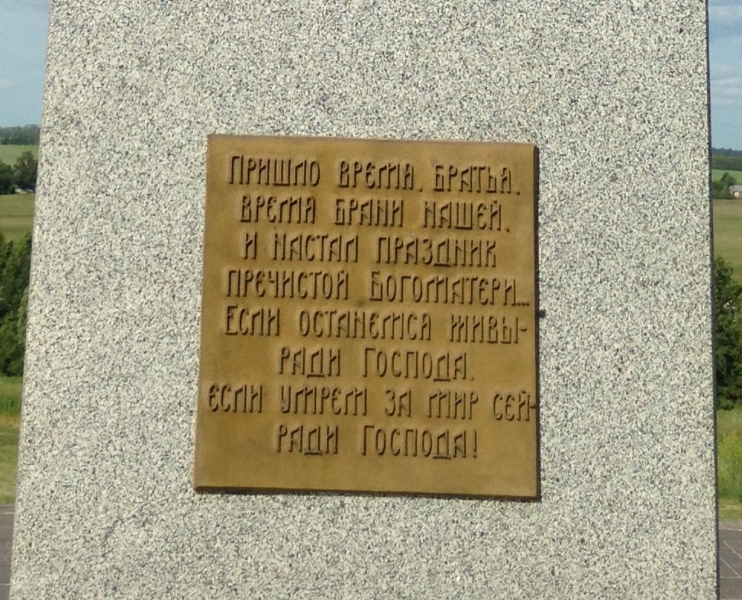 Пришло время, братья,
время брани нашей,
и настал праздник
пречистой Богоматери...
Если останемся живы-
ради Господа,
если умрем за мир сей-
ради Господа!